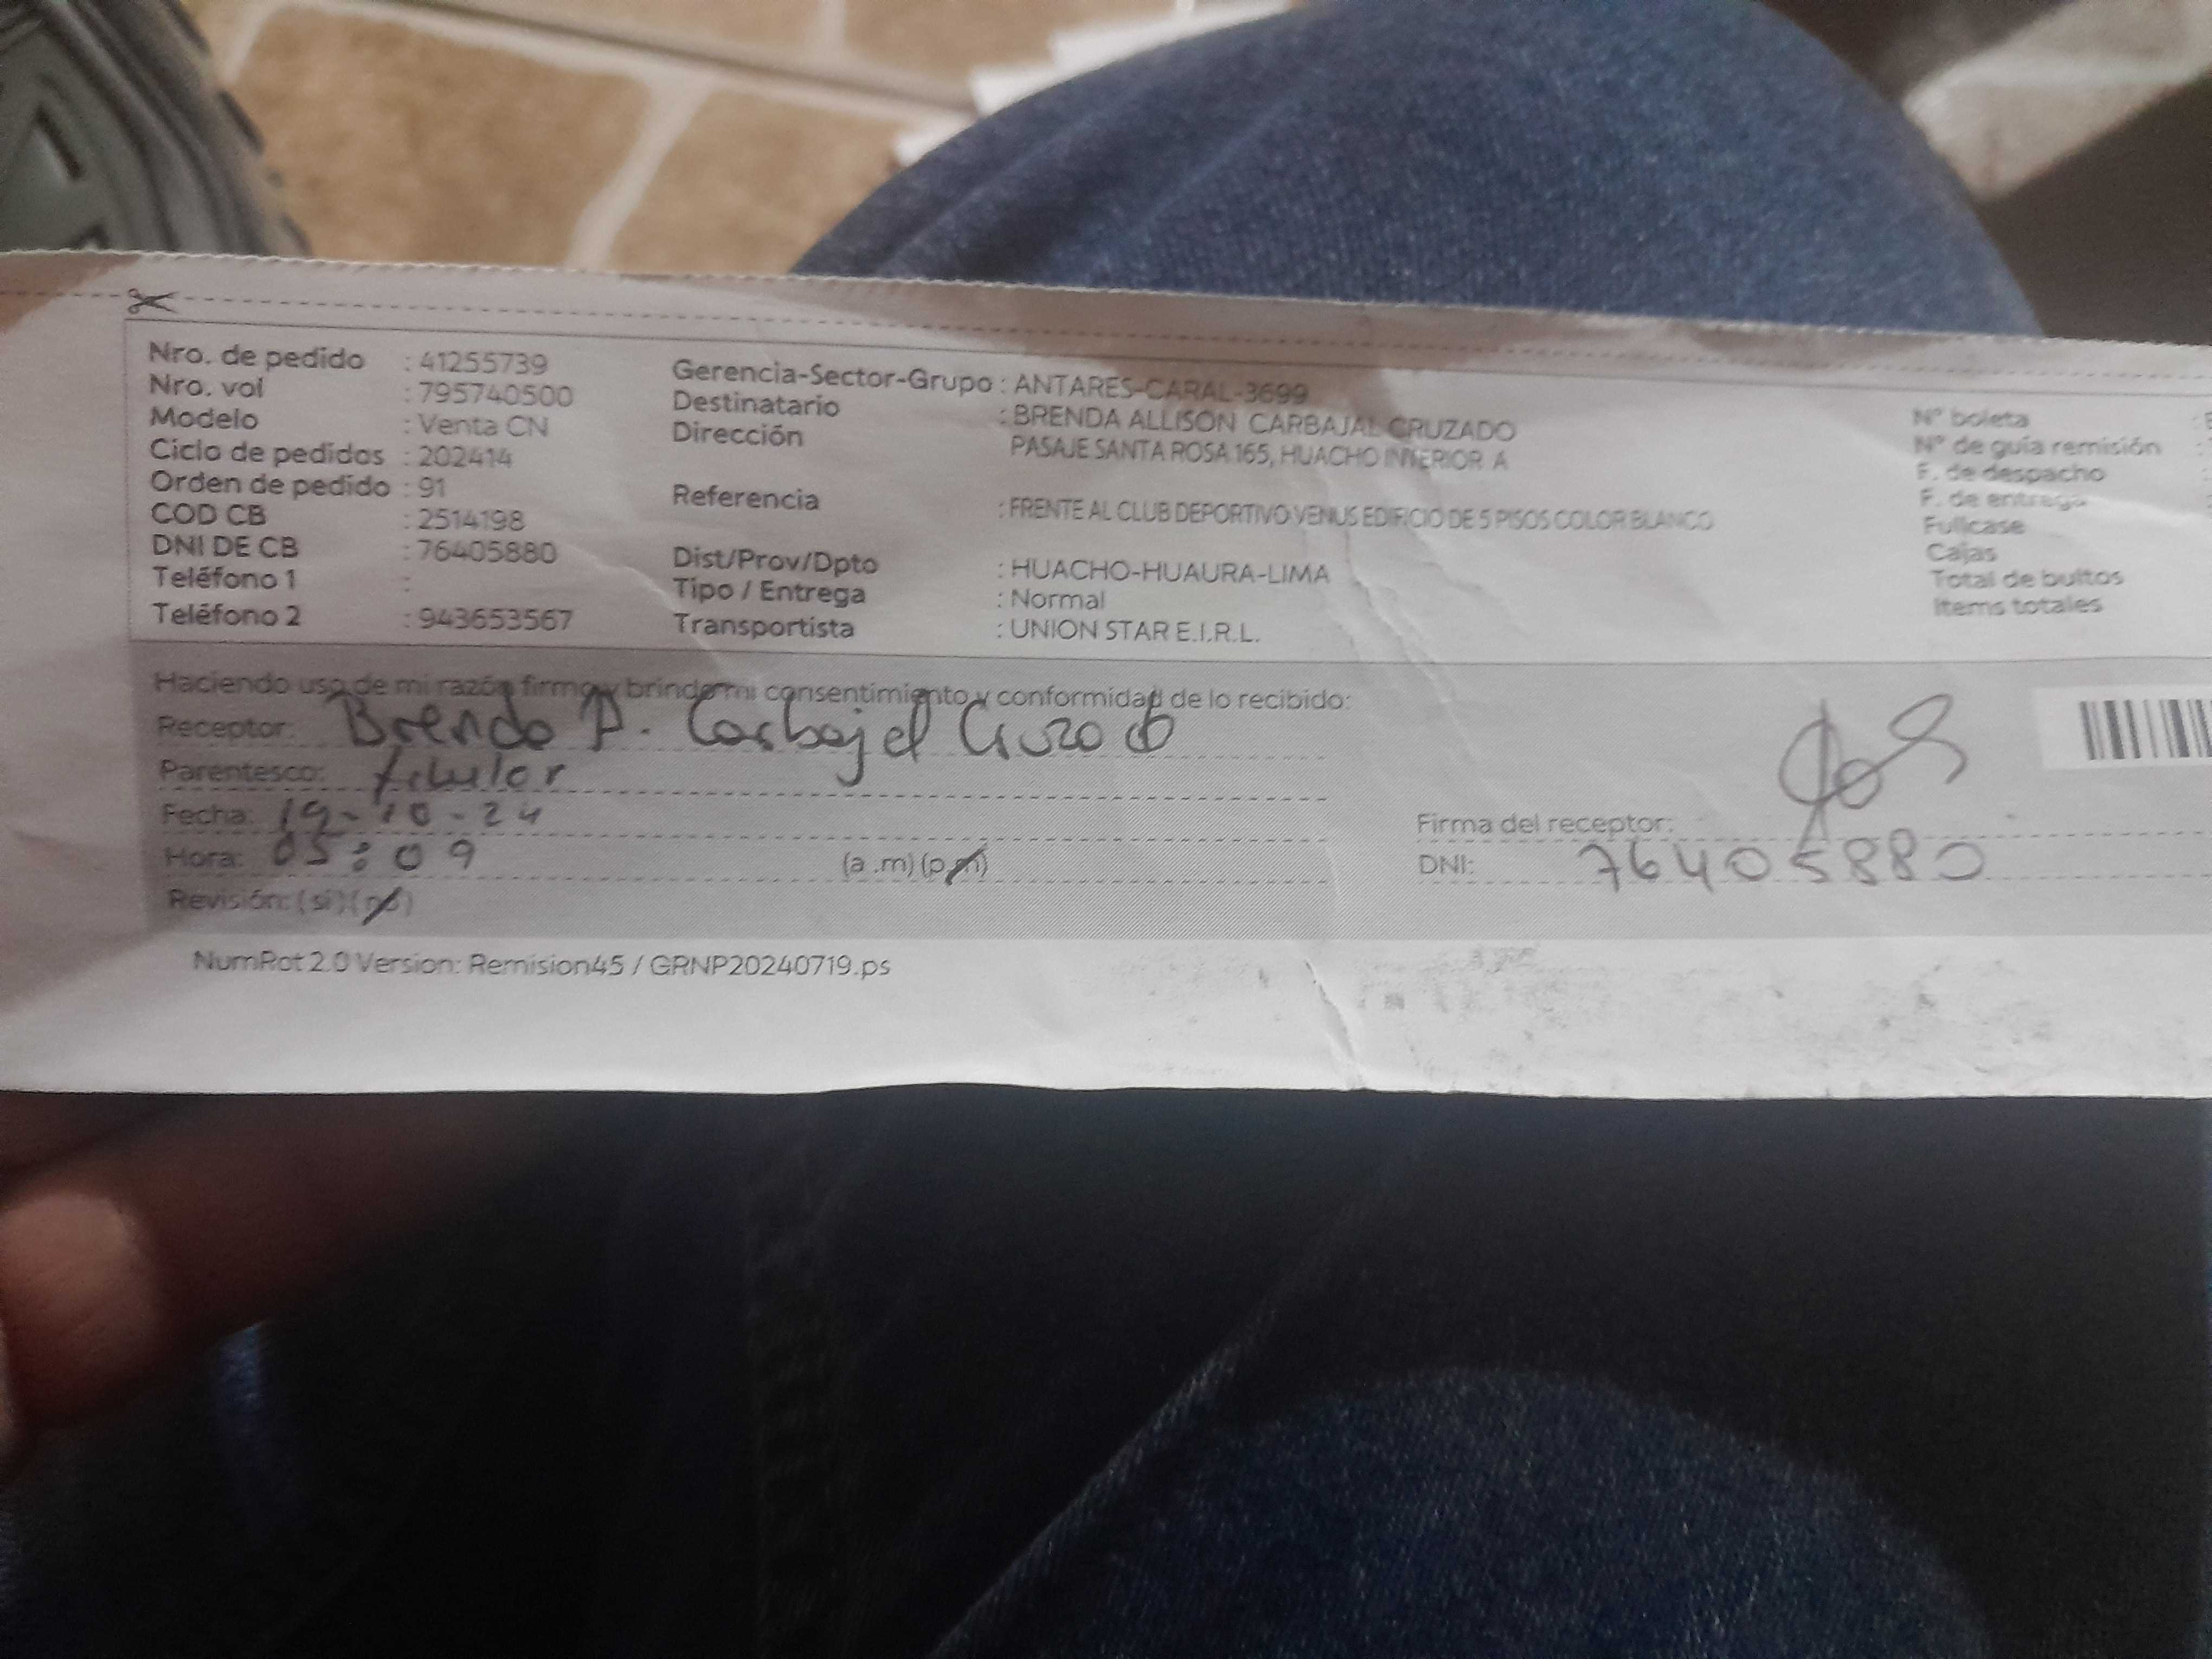 Nro. de pedido : 41255739
Nro. vol : 795740500
Modelo : Venta CN
Ciclo de pedidos : 202414
Orden de pedido : 91
COD CB : 2514198
DNI DE CB : 76405880
Teléfono 1 :
Teléfono 2 : 943653567
Gerencia-Sector-Grupo : ANTARES-CARAL-3699
Destinatario : BRENDA ALLISON CARBAJAL CRUZADO
Dirección PASAJE SANTA ROSA 165, HUACHO INTERIOR A
Referencia : FRENTE AL CLUB DEPORTIVO VENUS EDIFICIO DE 5 PISOS COLOR BLANCO
Dist/Prov/Dpto : HUACHO-HUAURA-LIMA
Tipo / Entrega : Normal
Transportista : UNION STAR E.I.R.L.
N° boleta
N° de guía remisión :
F. de despacho
F. de entrega
Fullcase
Cajas
Total de bultos
Items totales
Haciendo uso de mi razón firmo y brindo mi consentimiento y conformidad de lo recibido:
Receptor: Brenda A. Carbajal Cruzado
Parentesco: titular
Fecha: 19-10-24
Hora: 05:09 (a .m) (p.m)
Revisión: (si) (no)
Firma del receptor:
DNI: 76405880
NumRot 2.0 Version: Remision45 / GRNP20240719.ps